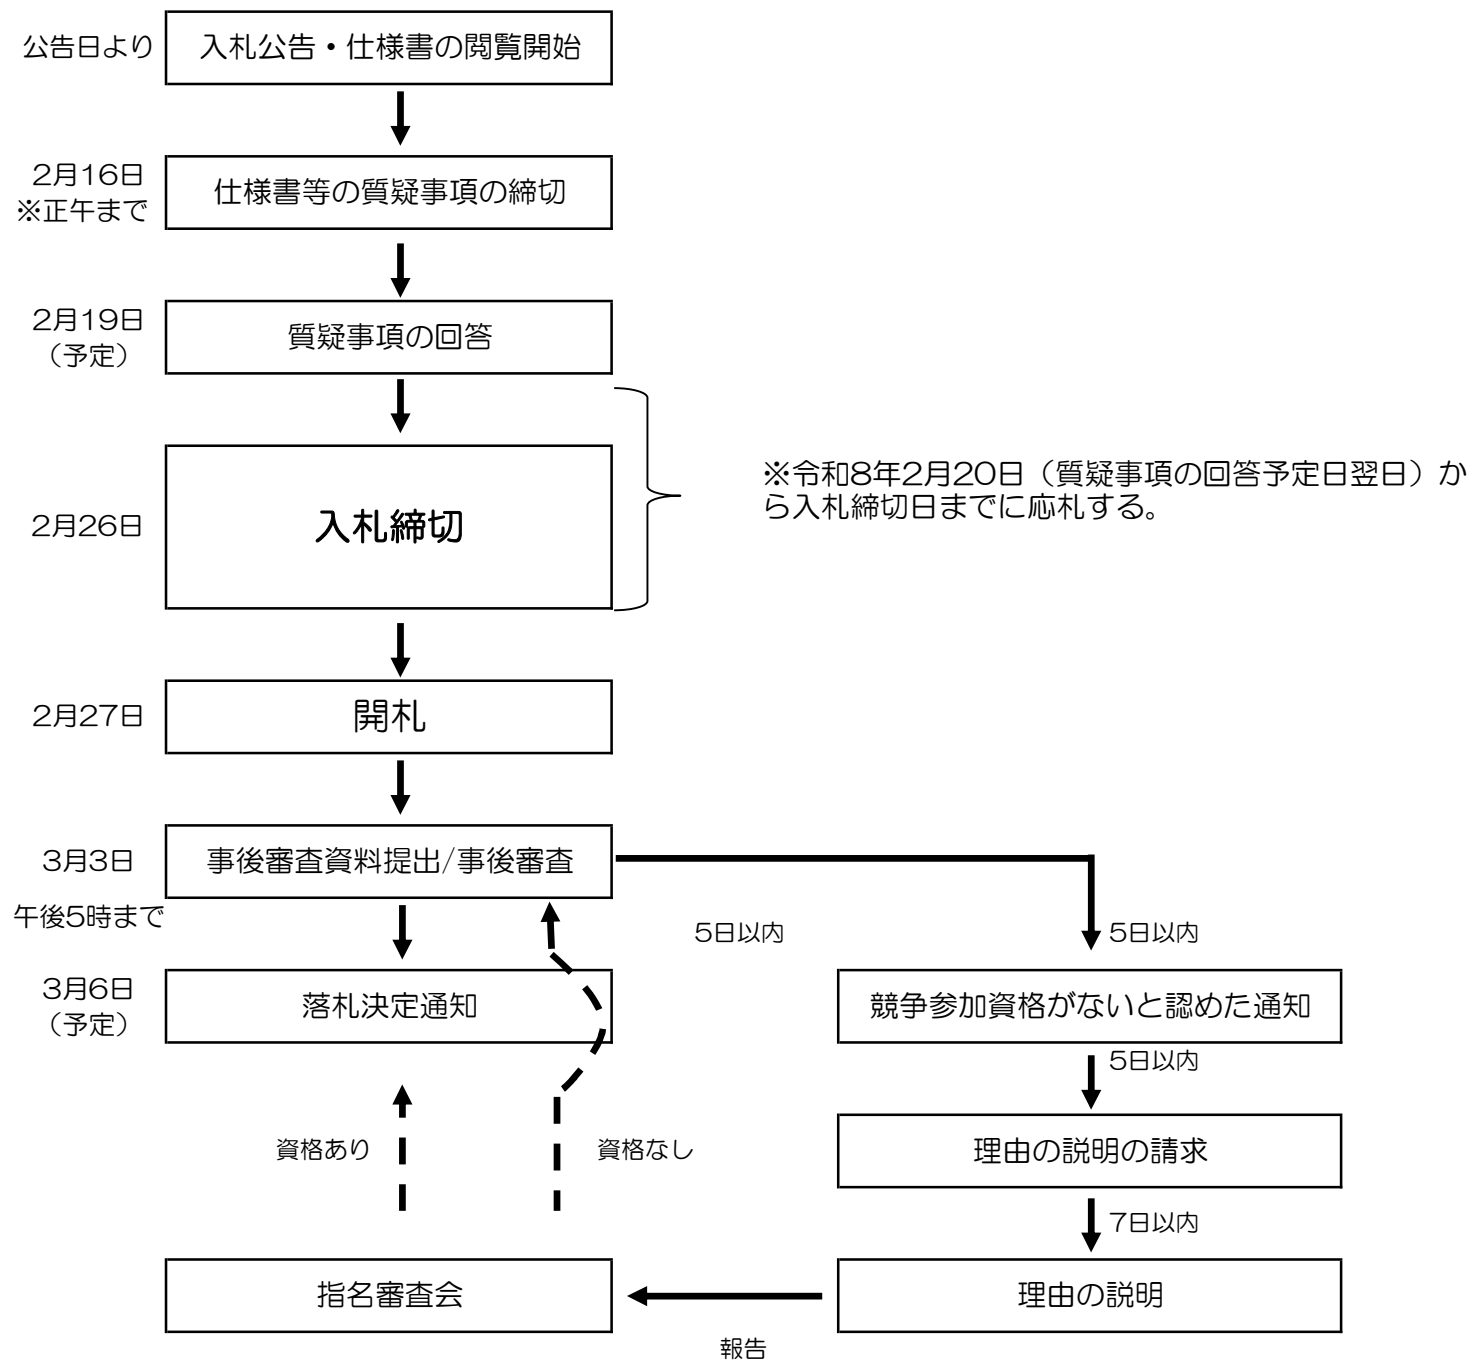 公告日より
入札公告・仕様書の閲覧開始
2月16日
※正午まで
仕様書等の質疑事項の締切
2月19日
（予定）
質疑事項の回答
2月26日
入札締切
※令和8年2月20日（質疑事項の回答予定日翌日）か
ら入札締切日までに応札する。
2月27日
開札
3月3日
午後5時まで
事後審査資料提出/事後審査
5日以内
5日以内
3月6日
（予定）
落札決定通知
競争参加資格がないと認めた通知
5日以内
資格あり
資格なし
理由の説明の請求
7日以内
指名審査会
理由の説明
報告